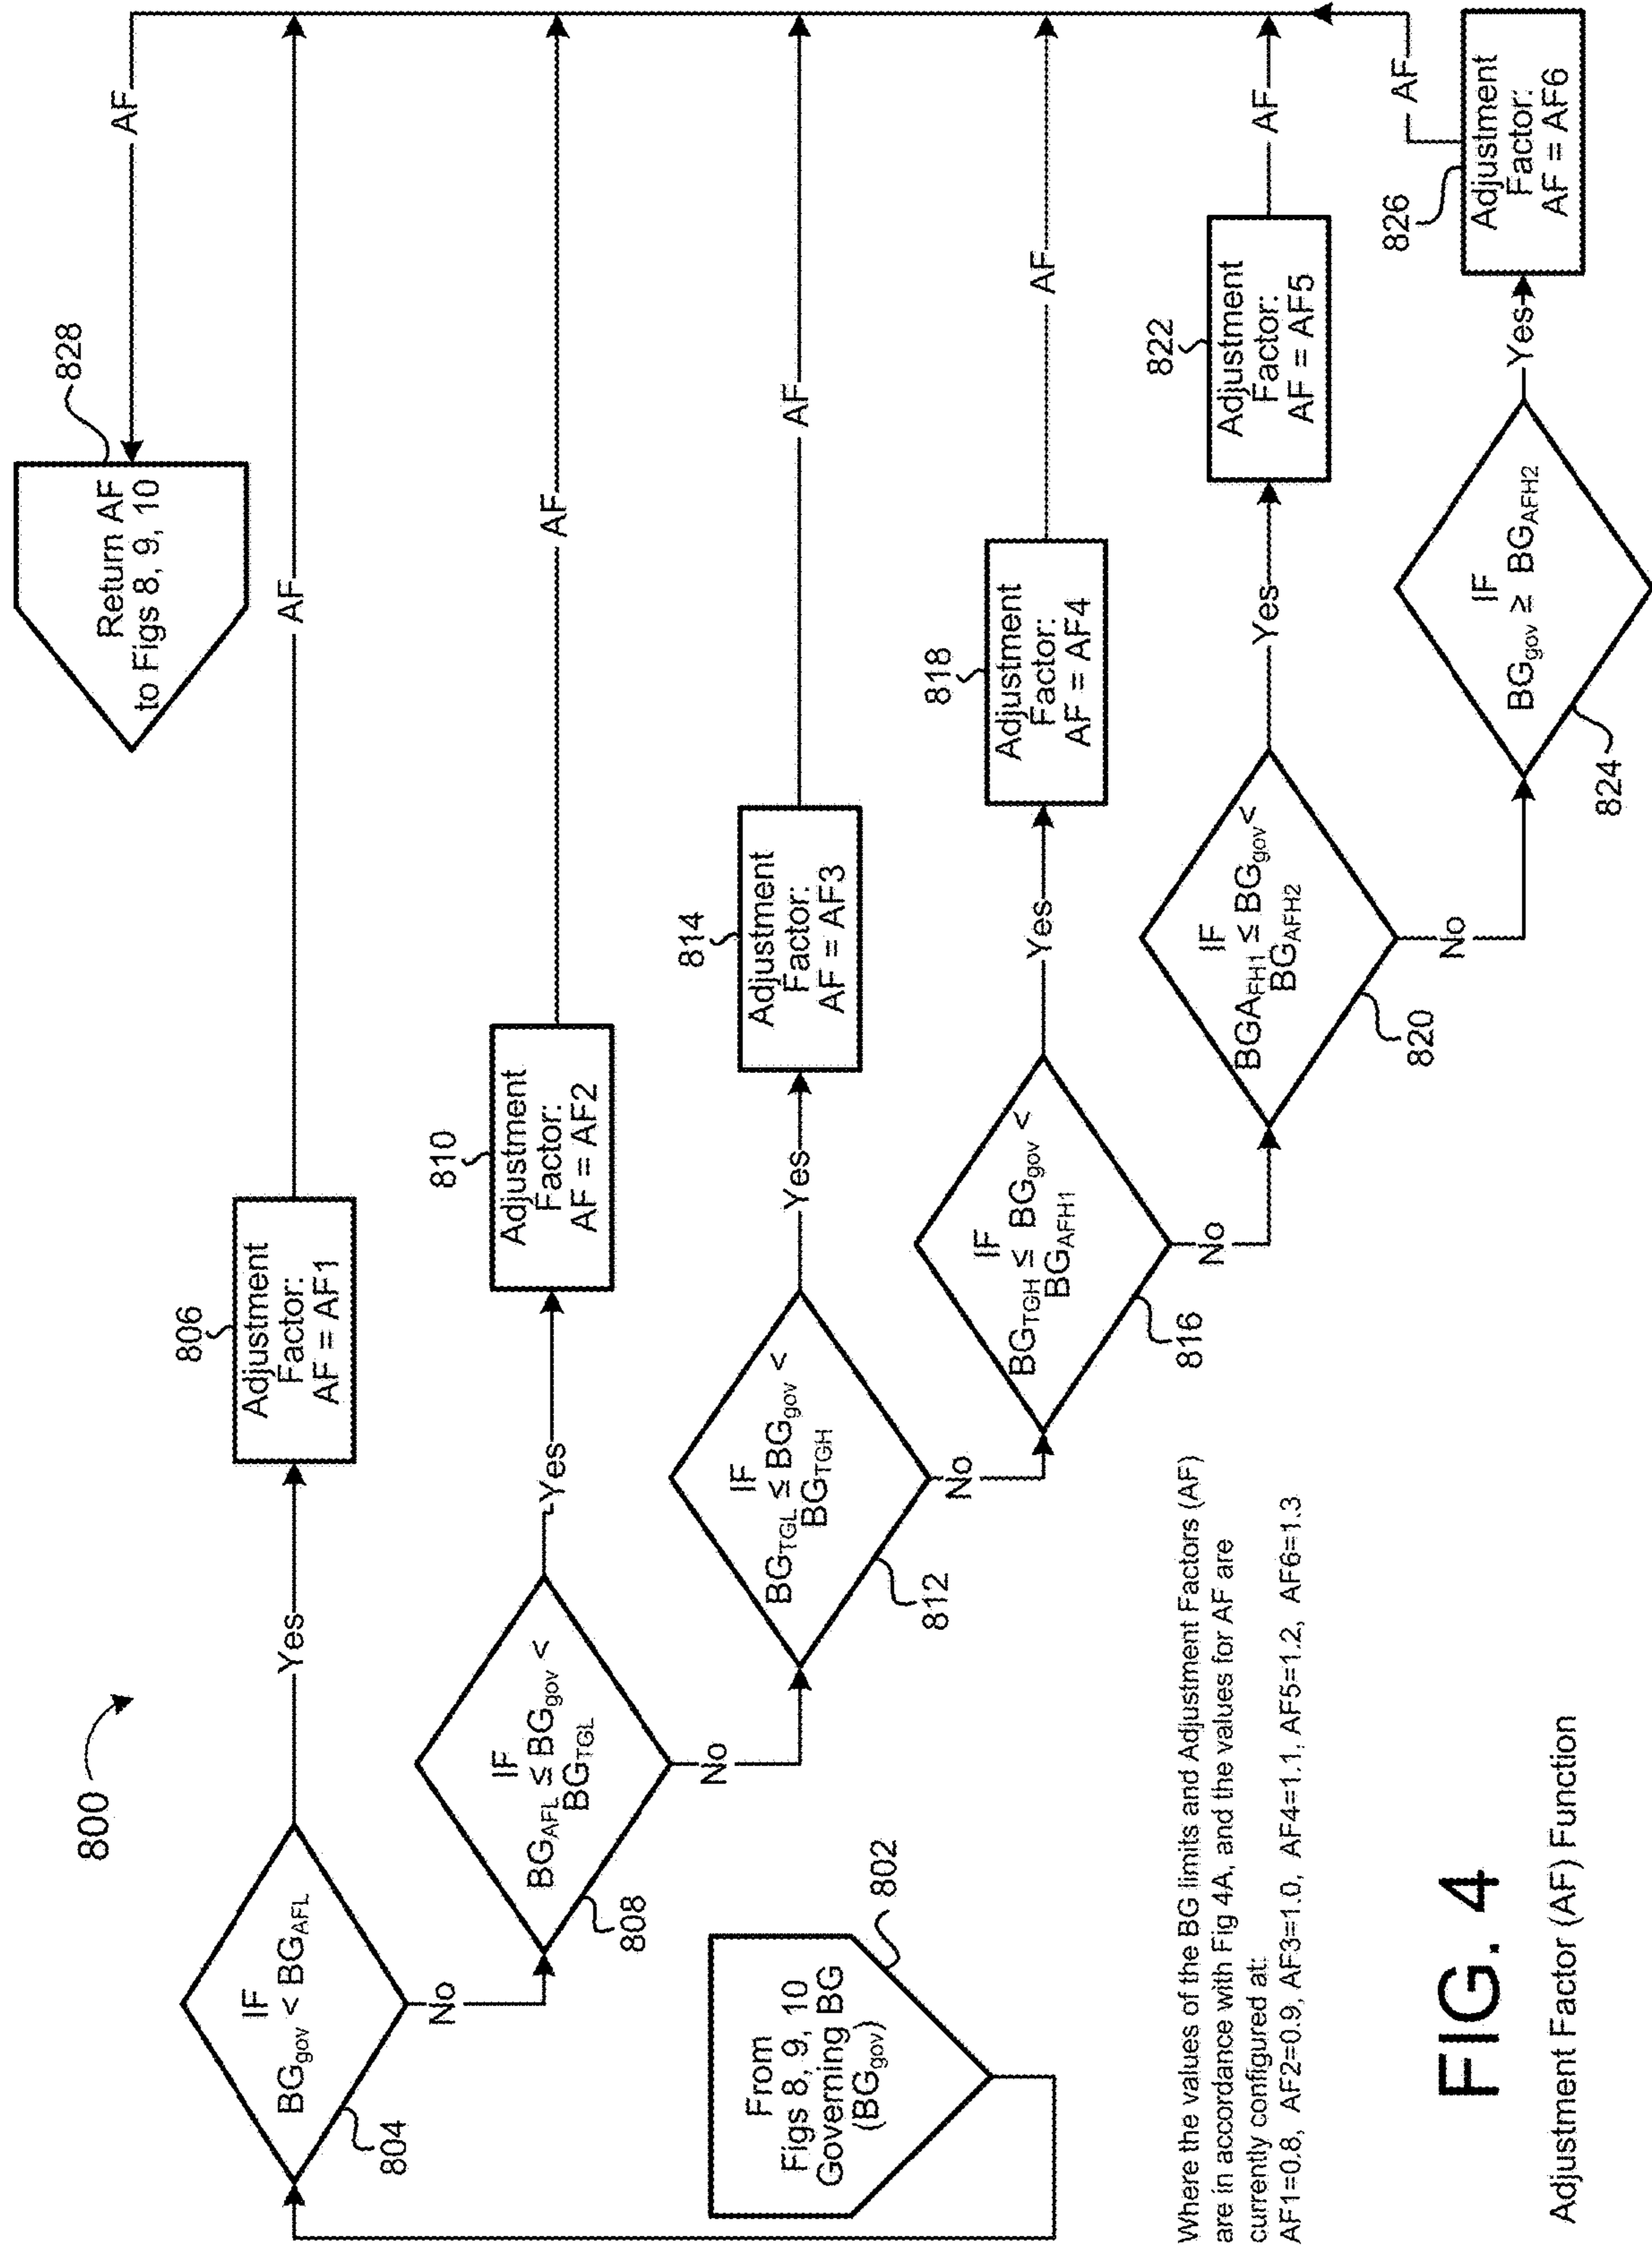 800
IF
BGgov < BGAFL
804
Yes
No
806
Adjustment
Factor:
AF = AF1
AF
IF
BGAFL ≤ BGgov <
BGTGL
808
Yes
No
810
Adjustment
Factor:
AF = AF2
AF
IF
BGTGL ≤ BGgov <
BGTGH
812
Yes
No
814
Adjustment
Factor:
AF = AF3
AF
IF
BGTGH ≤ BGgov <
BGAFH1
816
Yes
No
818
Adjustment
Factor:
AF = AF4
AF
IF
BGAFH1 ≤ BGgov <
BGAFH2
820
Yes
No
822
Adjustment
Factor:
AF = AF5
AF
IF
BGgov ≥ BGAFH2
824
Yes
826
Adjustment
Factor:
AF = AF6
AF
AF
828
Return AF
to Figs 8, 9, 10
802
From
Figs 8, 9, 10
Governing BG
(BGgov)
Where the values of the BG limits and Adjustment Factors (AF)
are in accordance with Fig 4A, and the values for AF are
currently configured at:
AF1=0.8, AF2=0.9, AF3=1.0, AF4=1.1, AF5=1.2, AF6=1.3
FIG. 4
Adjustment Factor (AF) Function